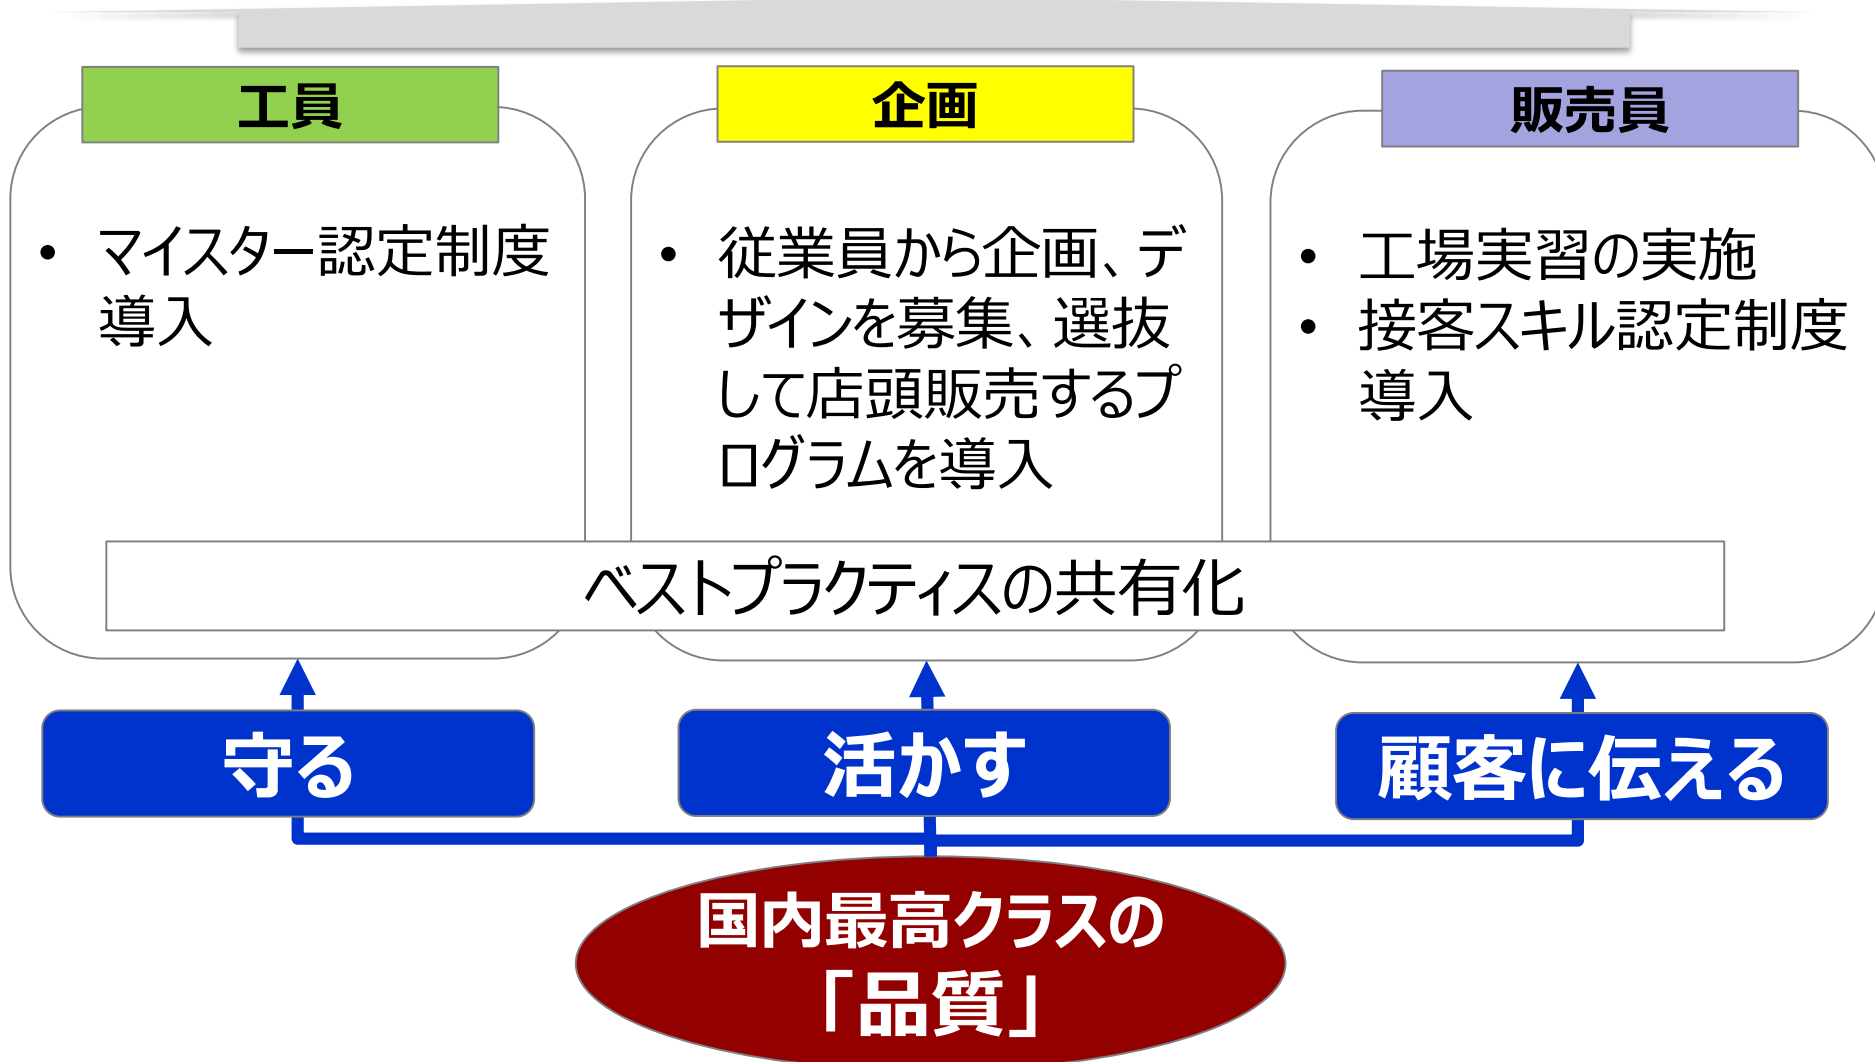 工員
企画
販売員
• マイスター認定制度
導入
• 従業員から企画、デ
ザインを募集、選抜
して店頭販売するプ
ログラムを導入
• 工場実習の実施
• 接客スキル認定制度
導入
ベストプラクティスの共有化
守る
活かす
顧客に伝える
国内最高クラスの
「品質」